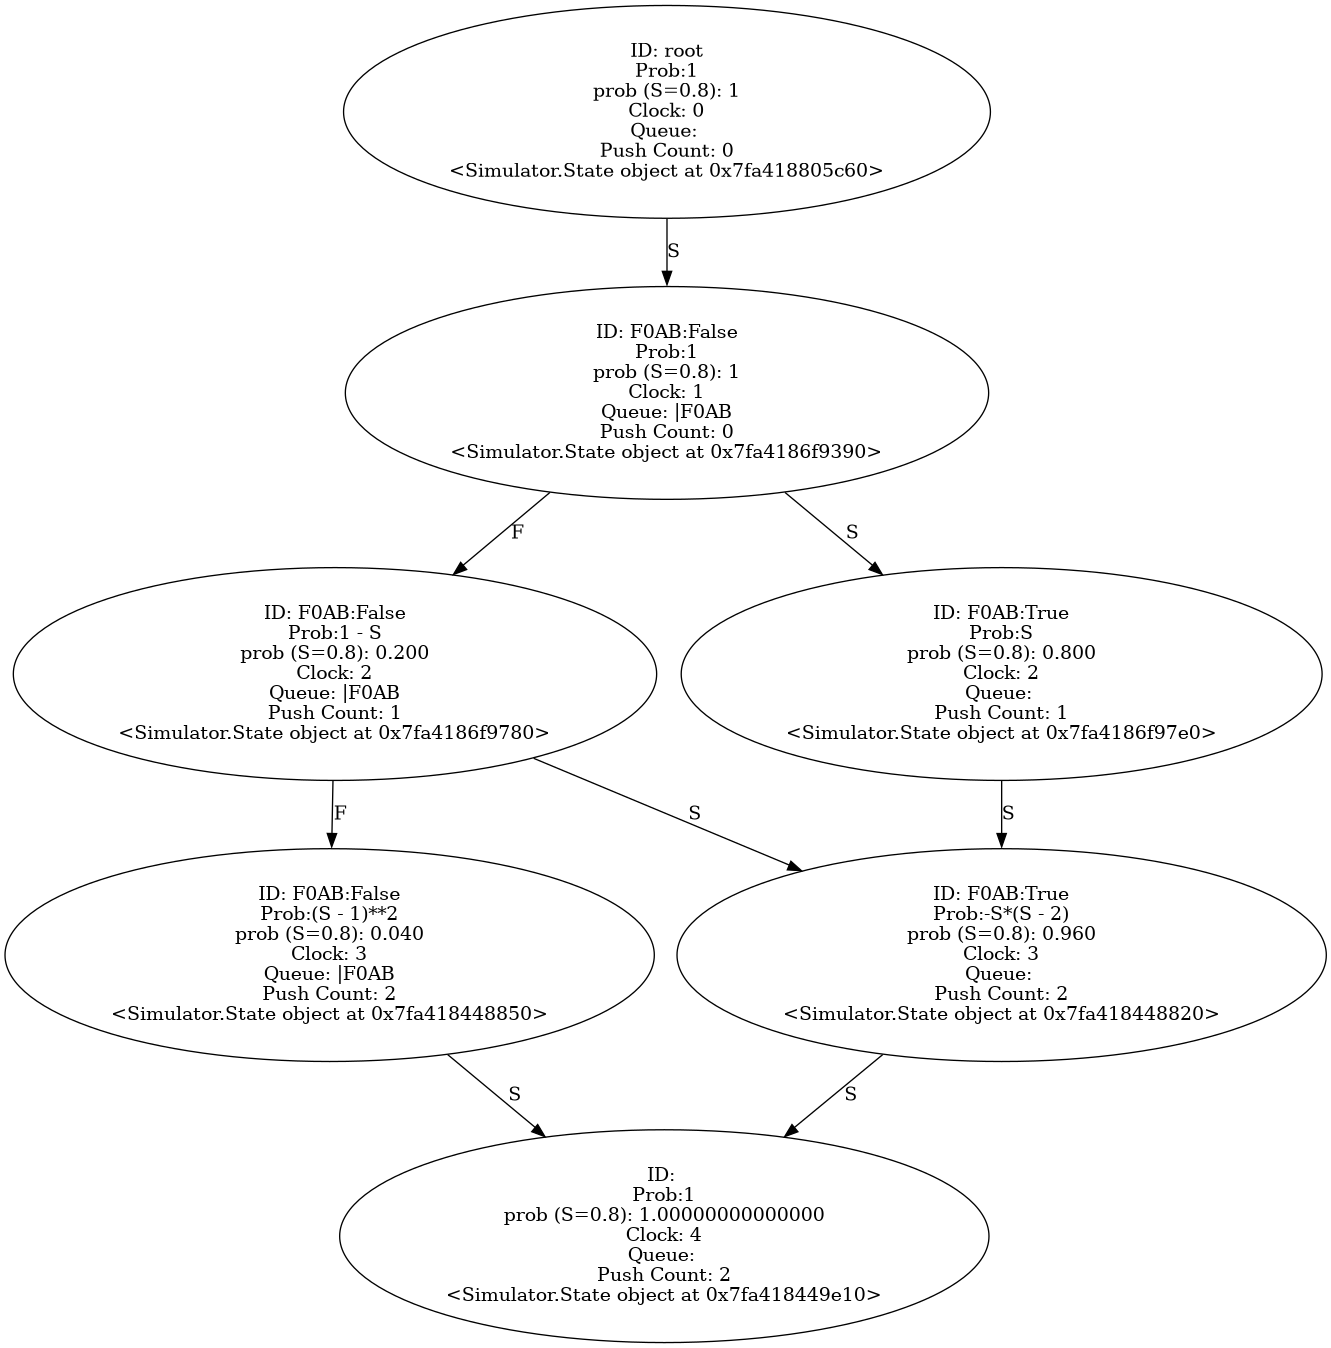 ID: root
Prob:1
prob (S=0.8): 1
Clock: 0
Queue:
Push Count: 0
<Simulator.State object at 0x7fa418805c60>
S
ID: F0AB:False
Prob:1
prob (S=0.8): 1
Clock: 1
Queue: |F0AB
Push Count: 0
<Simulator.State object at 0x7fa4186f9390>
F
S
ID: F0AB:False
Prob:1 - S
prob (S=0.8): 0.200
Clock: 2
Queue: |F0AB
Push Count: 1
<Simulator.State object at 0x7fa4186f9780>
ID: F0AB:True
Prob:S
prob (S=0.8): 0.800
Clock: 2
Queue:
Push Count: 1
<Simulator.State object at 0x7fa4186f97e0>
F
S
S
ID: F0AB:False
Prob:(S - 1)**2
prob (S=0.8): 0.040
Clock: 3
Queue: |F0AB
Push Count: 2
<Simulator.State object at 0x7fa418448850>
ID: F0AB:True
Prob:-S*(S - 2)
prob (S=0.8): 0.960
Clock: 3
Queue:
Push Count: 2
<Simulator.State object at 0x7fa418448820>
S
S
ID:
Prob:1
prob (S=0.8): 1.00000000000000
Clock: 4
Queue:
Push Count: 2
<Simulator.State object at 0x7fa418449e10>